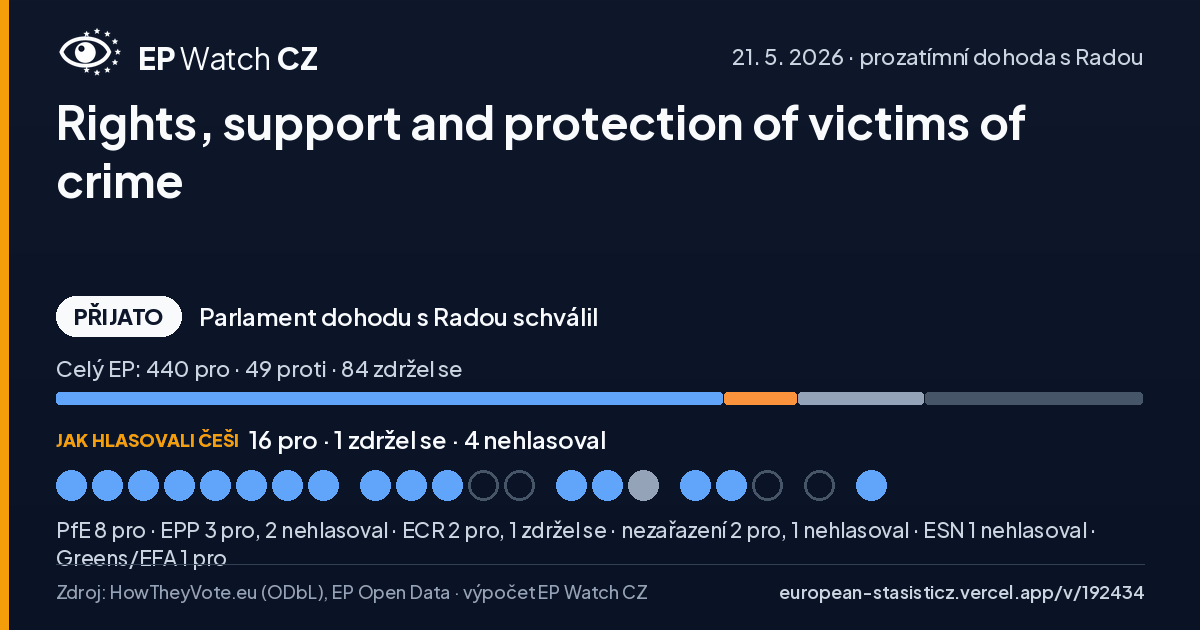 EP Watch CZ
21. 5. 2026 · prozatímní dohoda s Radou
Rights, support and protection of victims of
crime
PŘIJATO
Parlament dohodu s Radou schválil
Celý EP: 440 pro · 49 proti · 84 zdržel se
JAK HLASOVALI ČEŠI 16 pro · 1 zdržel se · 4 nehlasoval
PfE 8 pro · EPP 3 pro, 2 nehlasoval · ECR 2 pro, 1 zdržel se · nezařazení 2 pro, 1 nehlasoval · ESN 1 nehlasoval ·
Greens/EFA 1 pro
Zdroj: HowTheyVote.eu (ODbL), EP Open Data · výpočet EP Watch CZ
european-stasisticz.vercel.app/v/192434